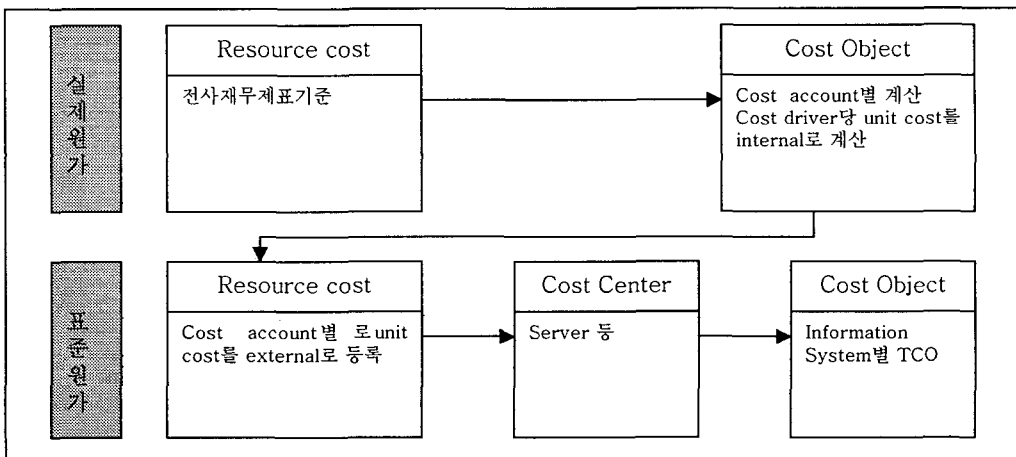 실제원가
Resource cost
전사재무제표기준
Cost Object
Cost account별 계산
Cost driver당 unit cost를
internal로 계산
표준원가
Resource cost
Cost account별 로unit
cost를 external로 등록
Cost Center
Server 등
Cost Object
Information
System별 TCO